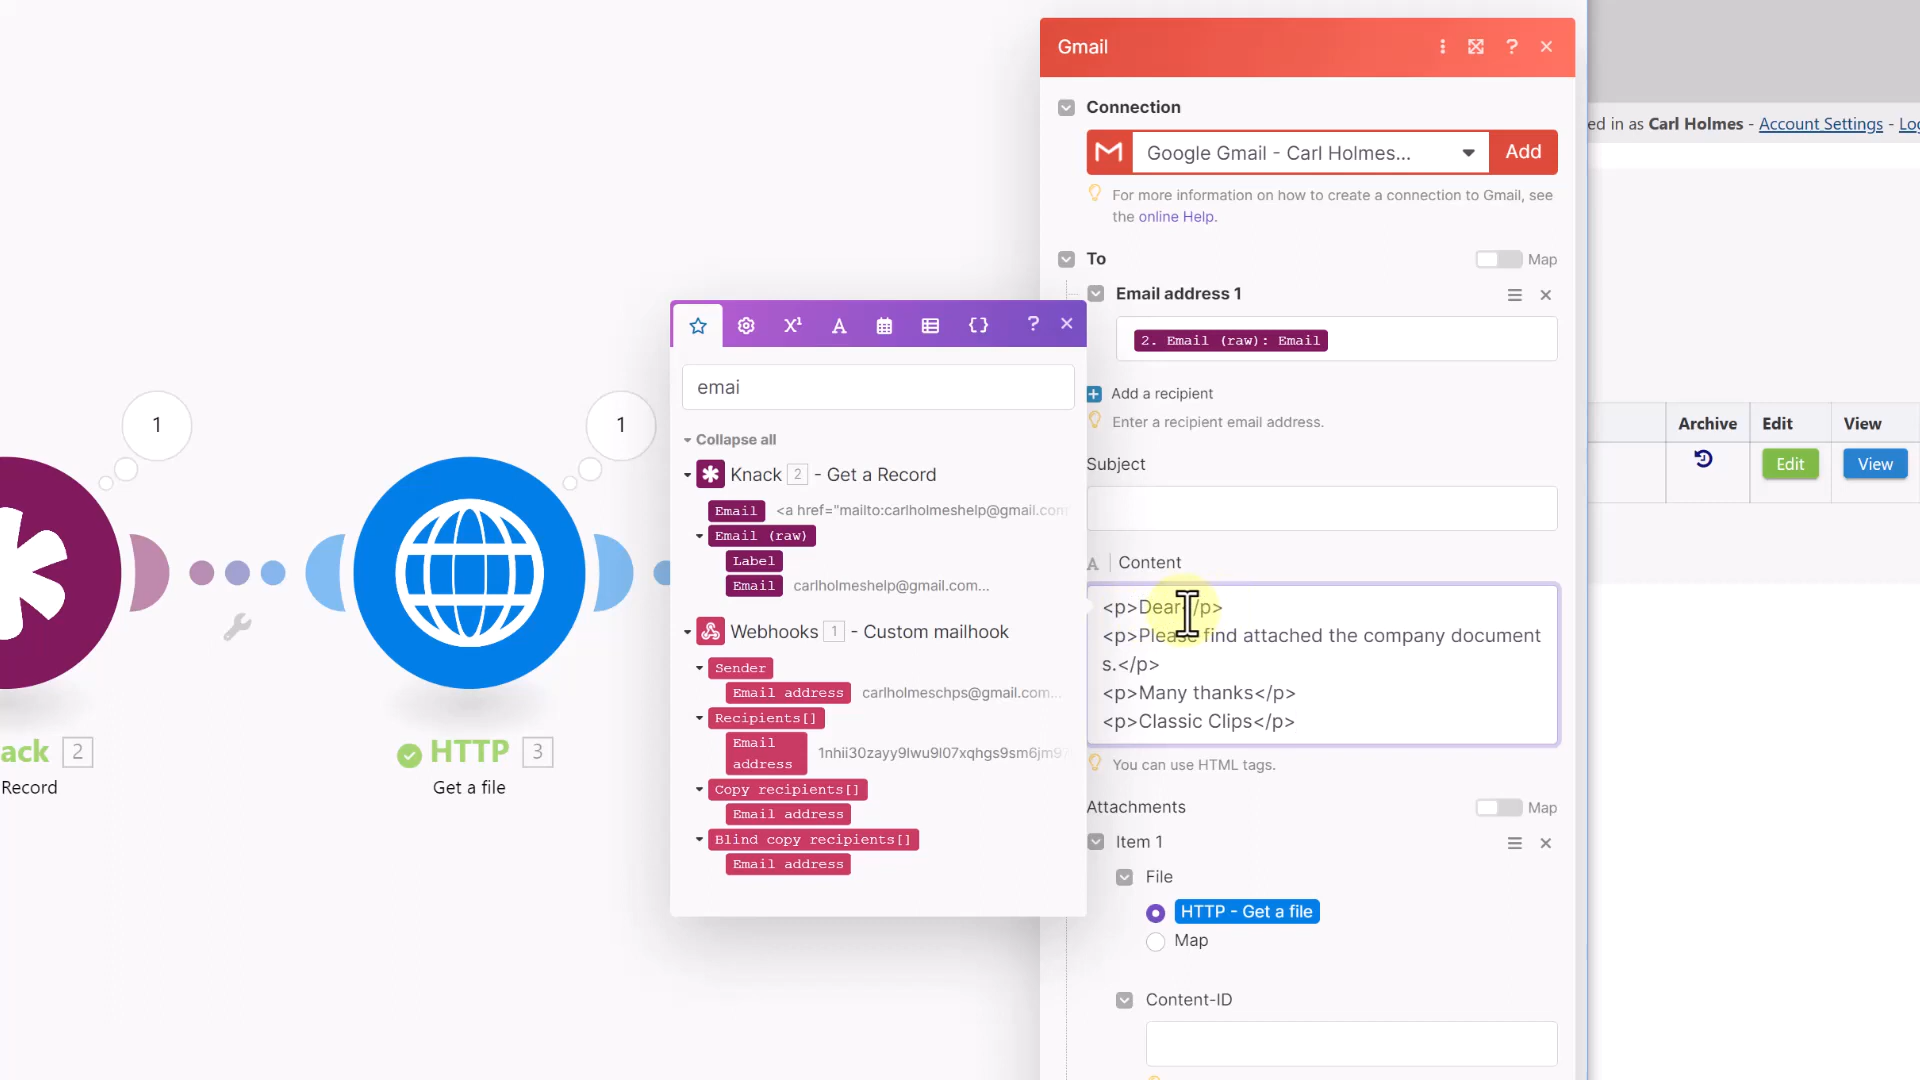 Gmail
?
Connection
Google Gmail - Carl Holmes...
Add
For more information on how to create a connection to Gmail, see
the online Help.
To
Map
Email address 1
2. Email (raw): Email
Add a recipient
Enter a recipient email address.
Subject
A
Content
<p>Dear</p>
<p>Please find attached the company document
s.</p>
<p>Many thanks</p>
<p>Classic Clips</p>
You can use HTML tags.
Attachments
Map
Item 1
File
HTTP - Get a file
Map
Content-ID
X¹
A
{}
?
emai
Collapse all
Knack 2 - Get a Record
Email <a href="mailto:carlholmeshelp@gmail.com
Email (raw)
Label
Email carlholmeshelp@gmail.com...
Webhooks 1 - Custom mailhook
Sender
Email address carlholmeschps@gmail.com...
Recipients[]
Email
address 1nhii30zayy9lwu9l07xqhgs9sm6jm97
Copy recipients[]
Email address
Blind copy recipients[]
Email address
1
1
ack 2
Record
HTTP 3
Get a file
ed in as Carl Holmes - Account Settings - Log
Archive Edit View
Edit View